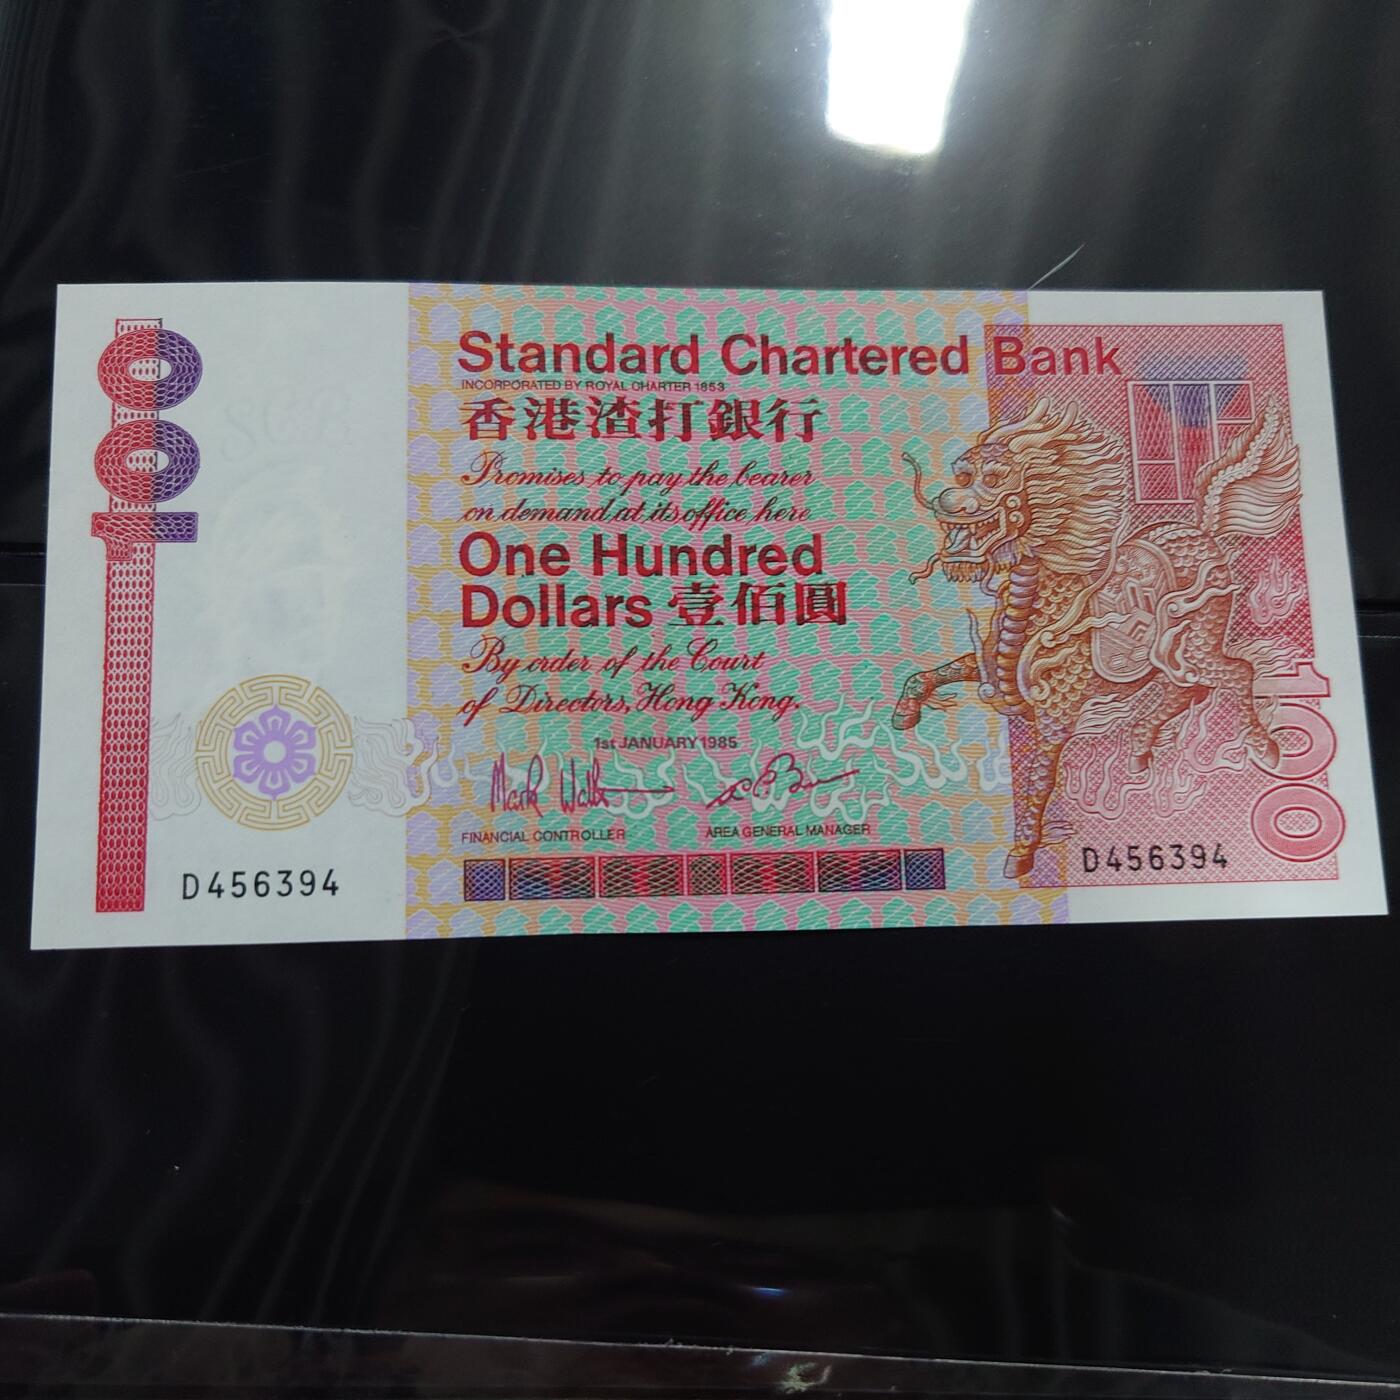 100
SCB
Standard Chartered Bank
INCORPORATED BY ROYAL CHARTER 1853
香港渣打銀行
Promises to pay the bearer
on demand at its office here
One Hundred
Dollars 壹佰圓
By order of the Court
of Directors, Hong Kong.
1st JANUARY 1985
FINANCIAL CONTROLLER
AREA GENERAL MANAGER
D456394
D456394
100